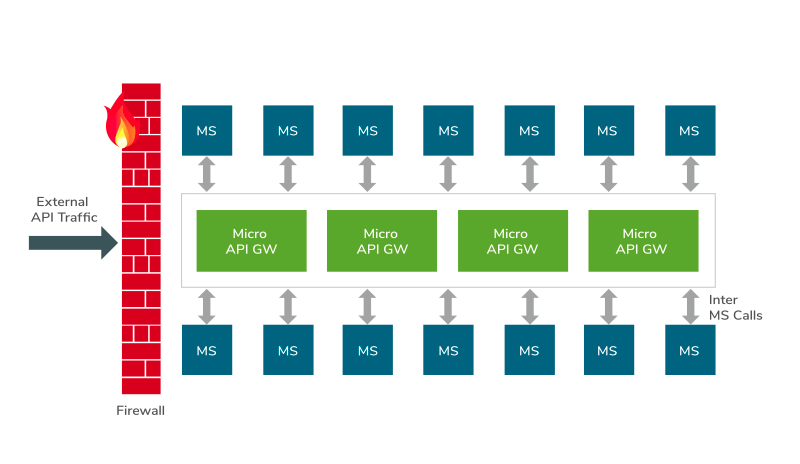 MS MS MS MS MS MS MS
External
API Traffic
Micro Micro Micro Micro
API GW API GW API GW API GW
Inter
MS Calls
MS MS MS MS MS MS MS
Firewall